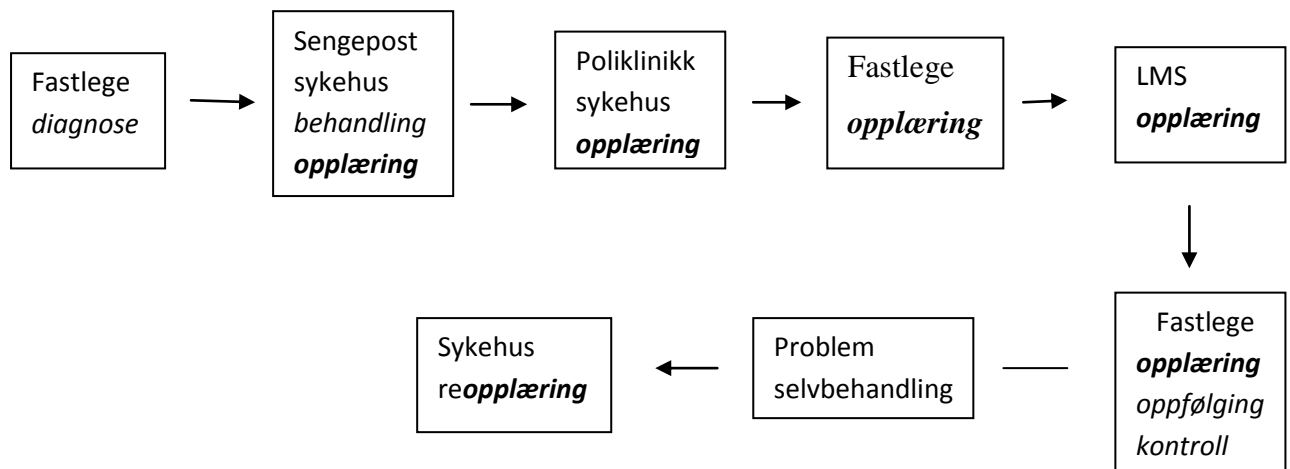 Fastlege
diagnose
Sengepost
sykehus
behandling
opplæring
Poliklinikk
sykehus
opplæring
Fastlege
opplæring
LMS
opplæring
Fastlege
opplæring
oppfølging
kontroll
Problem
selvbehandling
Sykehus
reopplæring